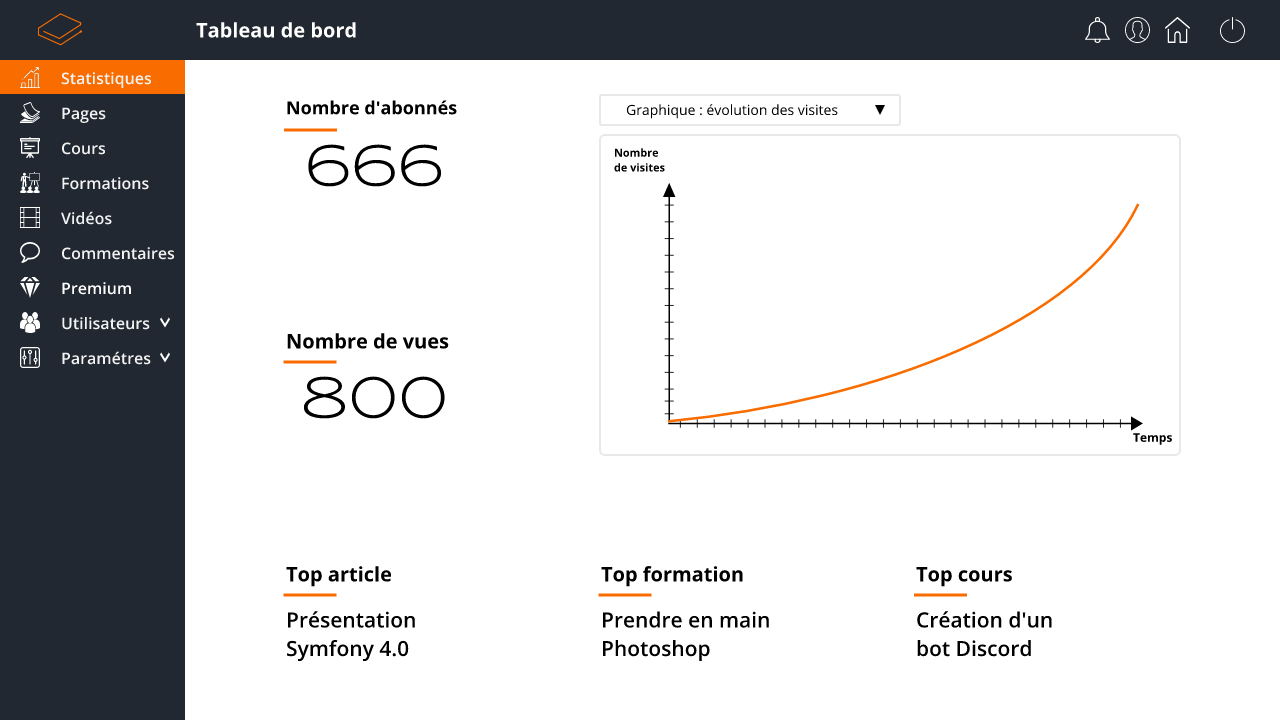 Tableau de bord
Statistiques
Pages
Cours
Formations
Vidéos
Commentaires
Premium
Utilisateurs
Paramétres
Nombre d'abonnés
666
Nombre de vues
800
Graphique : évolution des visites
Nombre
de visites
Temps
Top article
Présentation
Symfony 4.0
Top formation
Prendre en main
Photoshop
Top cours
Création d'un
bot Discord